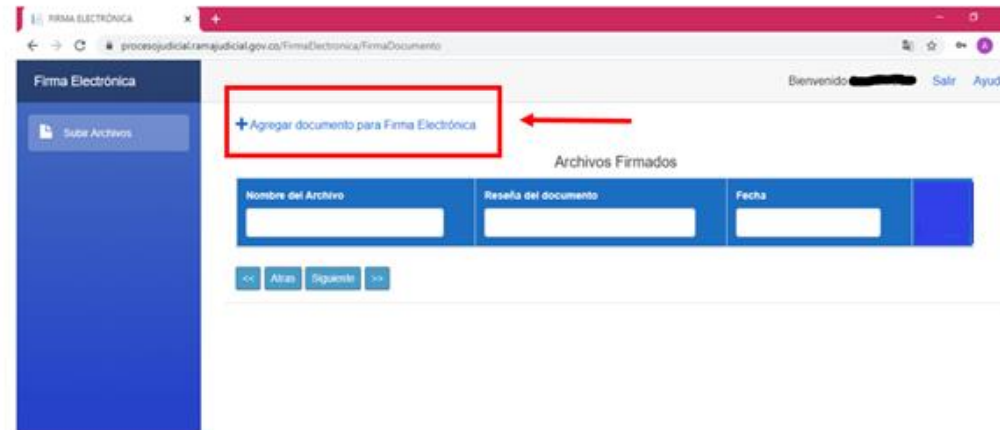 FIRMA ELECTRÓNICA
procesojudicial.ramajudicial.gov.co/FirmaElectronica/FirmaDocumento
Firma Electrónica
Bienvenido
Salir
Ayud
Subir Archivos
+Agregar documento para Firma Electrónica
Archivos Firmados
Nombre del Archivo
Reseña del documento
Fecha
<< Atras Siguiente >>